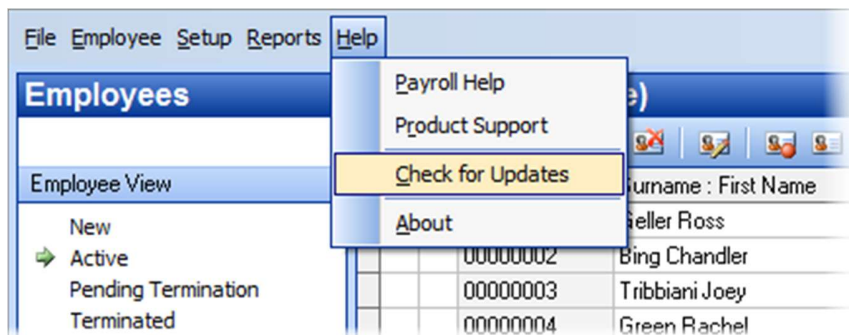 File Employee Setup Reports Help
Employees
e)
Payroll Help
Product Support
Check for Updates
About
Employee View
New
Active
Pending Termination
Terminated
Surname : First Name
Geller Ross
00000002 Bing Chandler
00000003 Tribbiani Joey
00000004 Green Rachel